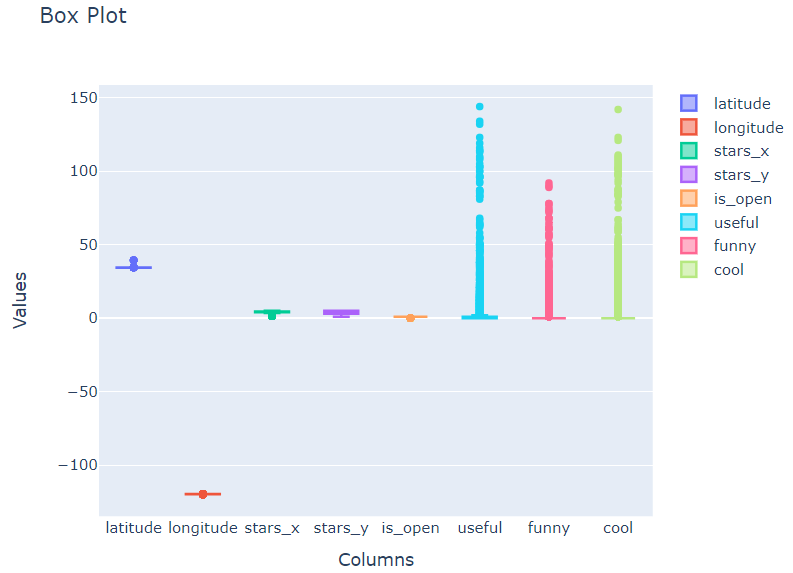 Box Plot
150
100
50
0
−50
−100
Values
latitude
longitude
stars_x
stars_y
is_open
useful
funny
cool
Columns
latitude
longitude
stars_x
stars_y
is_open
useful
funny
cool